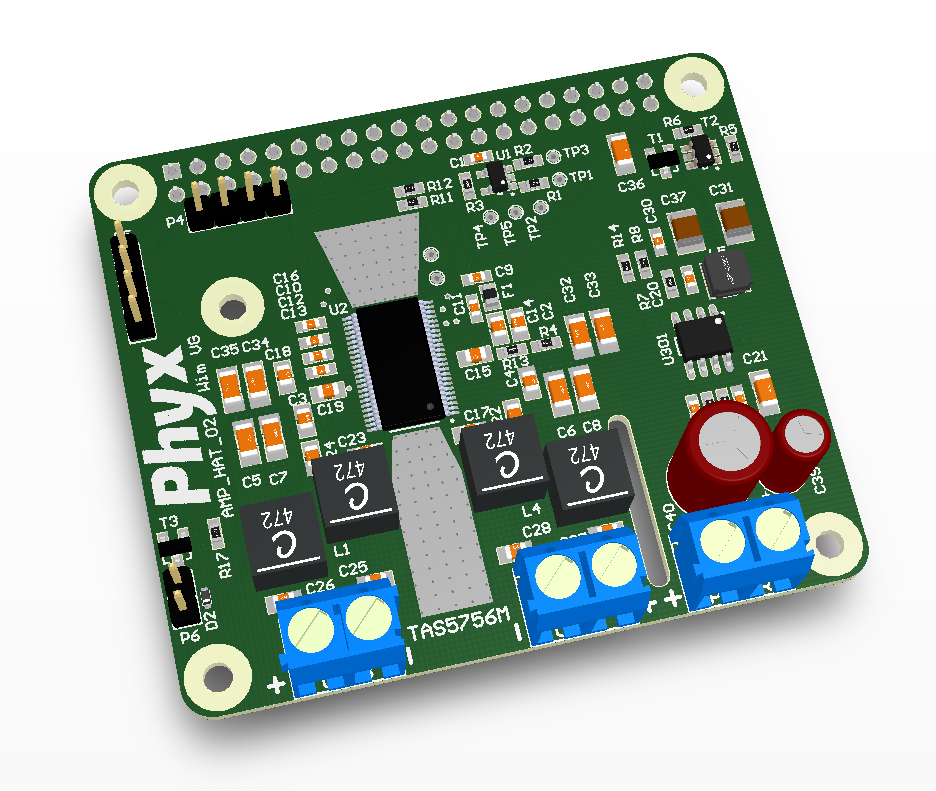 R6
T2
T1
R5
C1
U1
R2
TP3
TP1
C36
R12
R11
R3
R1
P4
TP4
TP5
TP2
C30
C37
C31
R14
R8
C16
C10
C12
C13
U2
C9
C11
F1
C14
C2
C32
C33
R7
C20
R4
C15
U301
C21
C35
C34
C18
Wim V6
Phyx
AMP_HAT_02
C3
C19
C17
C5
C7
C23
472
C
472
C
472
C
472
C
C6
C8
L4
L1
C28
C40
C39
T3
R17
C25
C26
D2
P6
TAS5756M
+
-
-
+
+